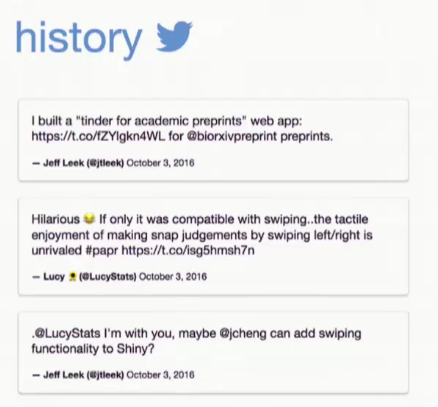 history
I built a "tinder for academic preprints" web app:
https://t.co/fZYlgkn4WL for @biorxivpreprint preprints.
— Jeff Leek (@jtleek) October 3, 2016
Hilarious 😂 If only it was compatible with swiping..the tactile
enjoyment of making snap judgements by swiping left/right is
unrivaled #papr https://t.co/isg5hmsh7n
— Lucy 🌻 (@LucyStats) October 3, 2016
.@LucyStats I'm with you, maybe @jcheng can add swiping
functionality to Shiny?
— Jeff Leek (@jtleek) October 3, 2016